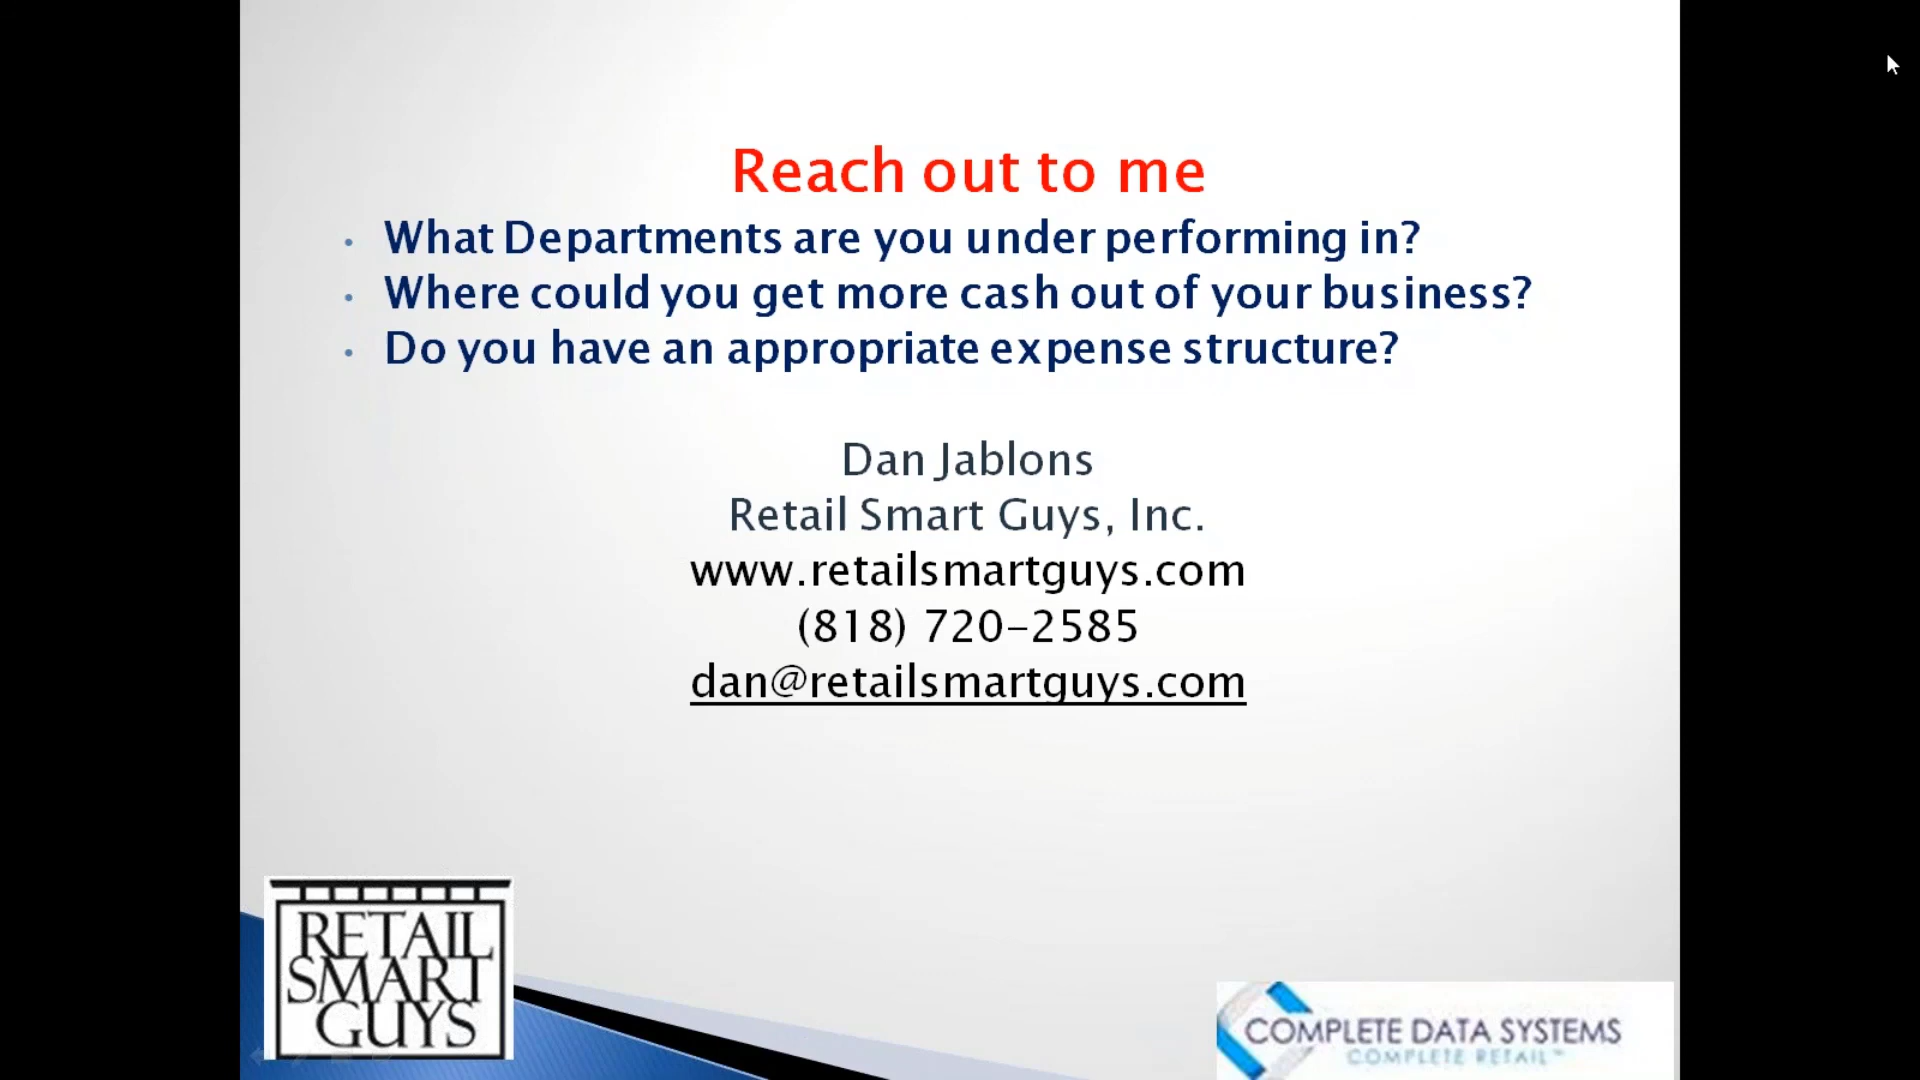 Reach out to me
• What Departments are you under performing in?
• Where could you get more cash out of your business?
• Do you have an appropriate expense structure?
Dan Jablons
Retail Smart Guys, Inc.
www.retailsmartguys.com
(818) 720-2585
dan@retailsmartguys.com
RETAIL
SMART
GUYS
COMPLETE DATA SYSTEMS
COMPLETE RETAIL™